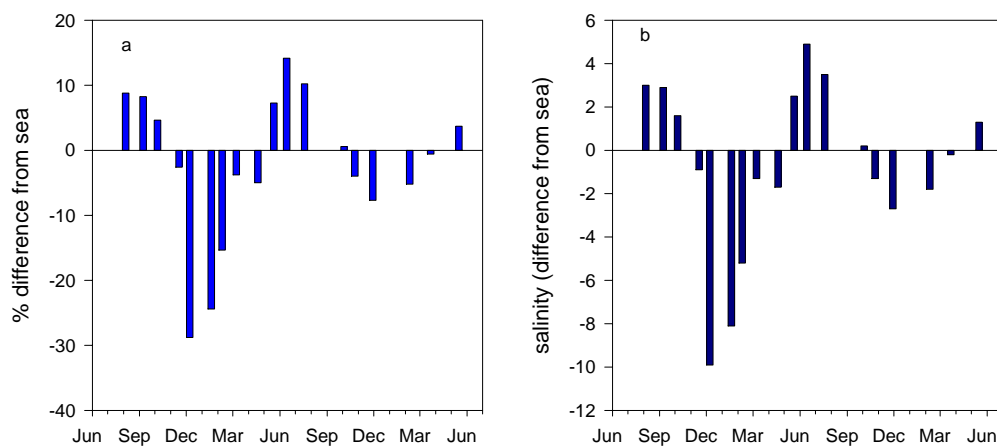 a
% difference from sea
20
10
0
-10
-20
-30
-40
Jun Sep Dec Mar Jun Sep Dec Mar Jun
b
salinity (difference from sea)
6
4
2
0
-2
-4
-6
-8
-10
-12
Jun Sep Dec Mar Jun Sep Dec Mar Jun